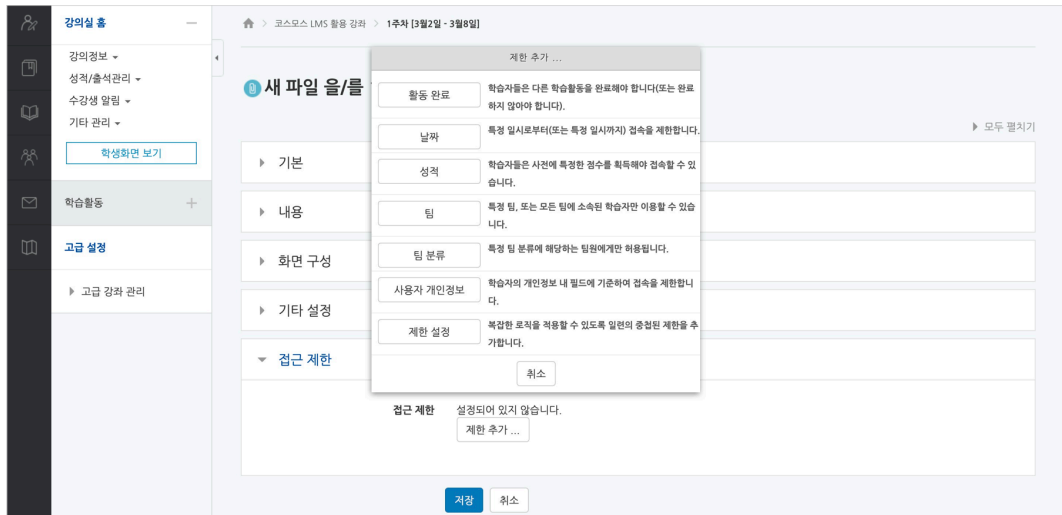 강의실 홈
강의정보
성적/출석관리
수강생 알림
기타 관리
학생화면 보기
학습활동
고급 설정
고급 강좌 관리
코스모스 LMS 활용 강좌 > 1주차 [3월2일 - 3월8일]
새 파일 을/를
모두 펼치기
기본
내용
화면 구성
기타 설정
접근 제한
접근 제한 설정되어 있지 않습니다.
제한 추가 ...
저장 취소
제한 추가 ...
활동 완료
학습자들은 다른 학습활동을 완료해야 합니다(또는 완료
하지 않아야 합니다).
날짜
특정 일시로부터(또는 특정 일시까지) 접속을 제한합니다.
성적
학습자들은 사전에 특정한 점수를 획득해야 접속할 수 있
습니다.
팀
특정 팀, 또는 모든 팀에 소속된 학습자만 이용할 수 있습
니다.
팀 분류
특정 팀 분류에 해당하는 팀원에게만 허용됩니다.
사용자 개인정보
학습자의 개인정보 내 필드에 기준하여 접속을 제한합니
다.
제한 설정
복잡한 로직을 적용할 수 있도록 일련의 중첩된 제한을 추
가합니다.
취소